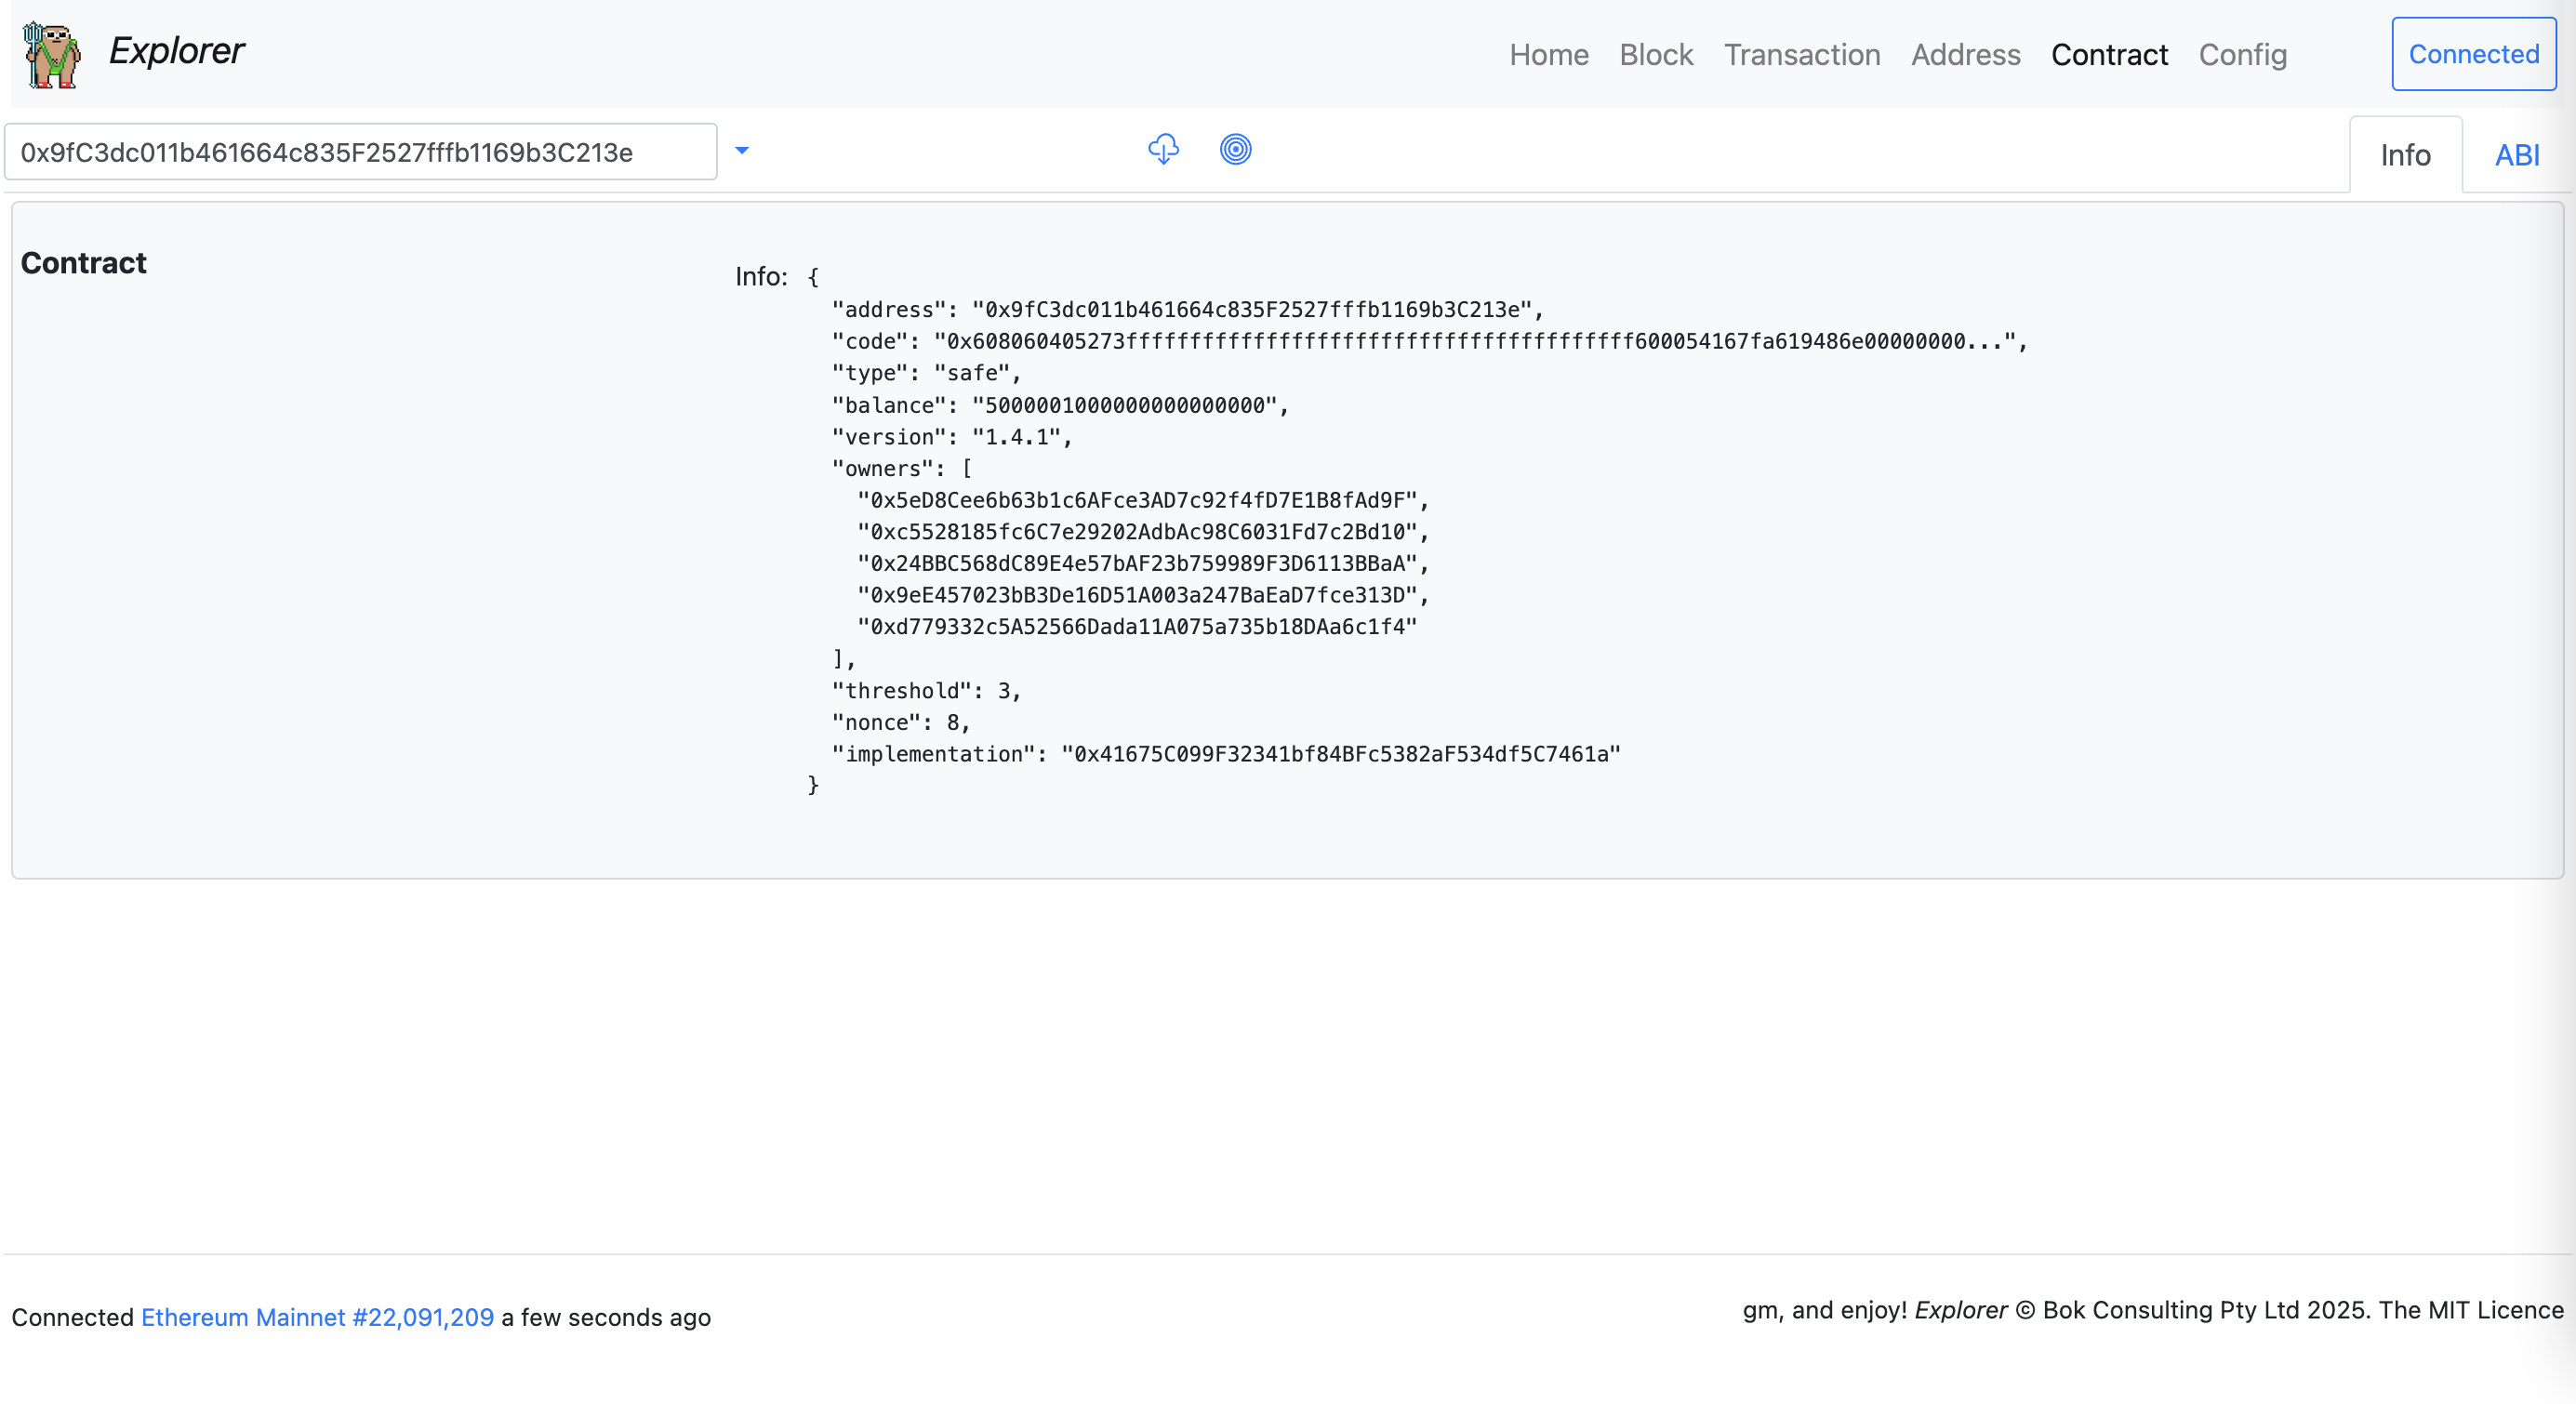 Explorer
Home Block Transaction Address Contract Config Connected
0x9fC3dc011b461664c835F2527fffb1169b3C213e
Info ABI
Contract
Info: {
"address": "0x9fC3dc011b461664c835F2527fffb1169b3C213e",
"code": "0x608060405273ffffffffffffffffffffffffffffffffffffffff600054167fa619486e00000000...",
"type": "safe",
"balance": "5000001000000000000000",
"version": "1.4.1",
"owners": [
"0x5eD8Cee6b63b1c6AFce3AD7c92f4fD7E1B8fAd9F",
"0xc5528185fc6C7e29202AdbAc98C6031Fd7c2Bd10",
"0x24BBC568dC89E4e57bAF23b759989F3D6113BBaA",
"0x9eE457023bB3De16D51A003a247BaEaD7fce313D",
"0xd779332c5A52566Dada11A075a735b18DAa6c1f4"
],
"threshold": 3,
"nonce": 8,
"implementation": "0x41675C099F32341bf84BFc5382aF534df5C7461a"
}
Connected Ethereum Mainnet #22,091,209 a few seconds ago
gm, and enjoy! Explorer © Bok Consulting Pty Ltd 2025. The MIT Licence